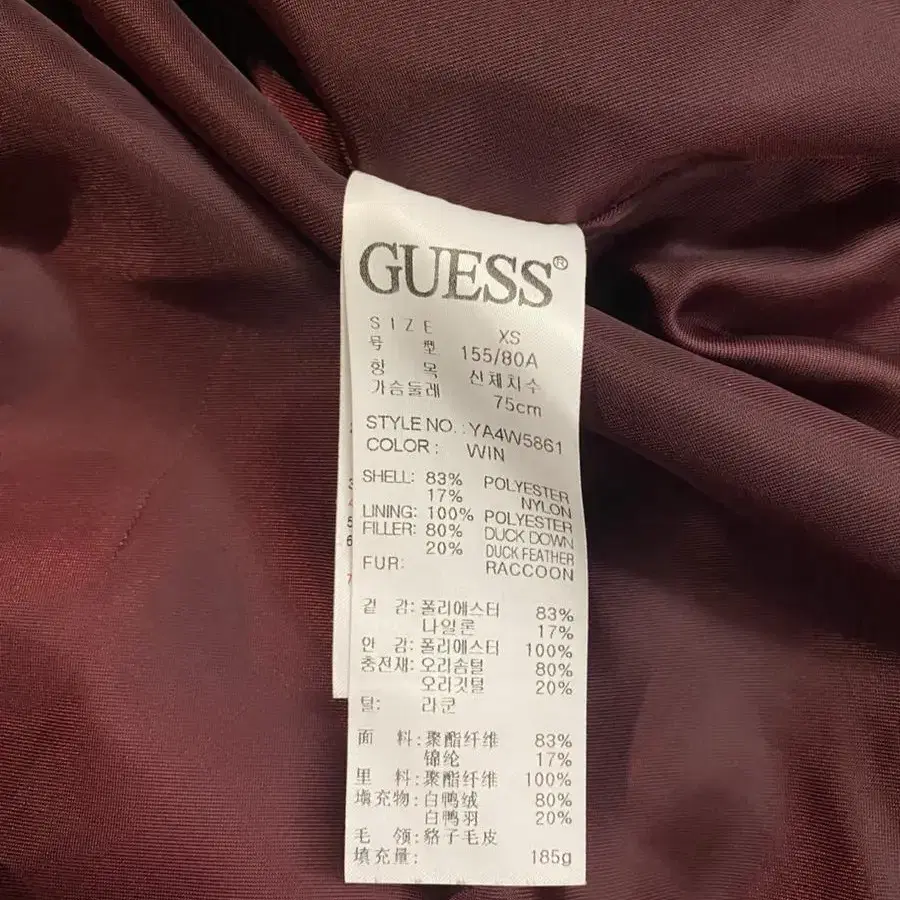 GUESS®
SIZE XS
号 型 155/80A
항 목 신체치수
가슴둘레 75cm
STYLE NO. : YA4W5861
COLOR : WIN
SHELL: 83% POLYESTER
17% NYLON
LINING: 100% POLYESTER
FILLER: 80% DUCK DOWN
20% DUCK FEATHER
FUR: RACCOON
겉 감: 폴리에스터 83%
나일론 17%
안 감: 폴리에스터 100%
충전재: 오리솜털 80%
오리깃털 20%
털: 라쿤
面 料: 聚酯纤维 83%
锦纶 17%
里 料: 聚酯纤维 100%
填充物: 白鸭绒 80%
白鸭羽 20%
毛 领: 貉子毛皮
填充量: 185g